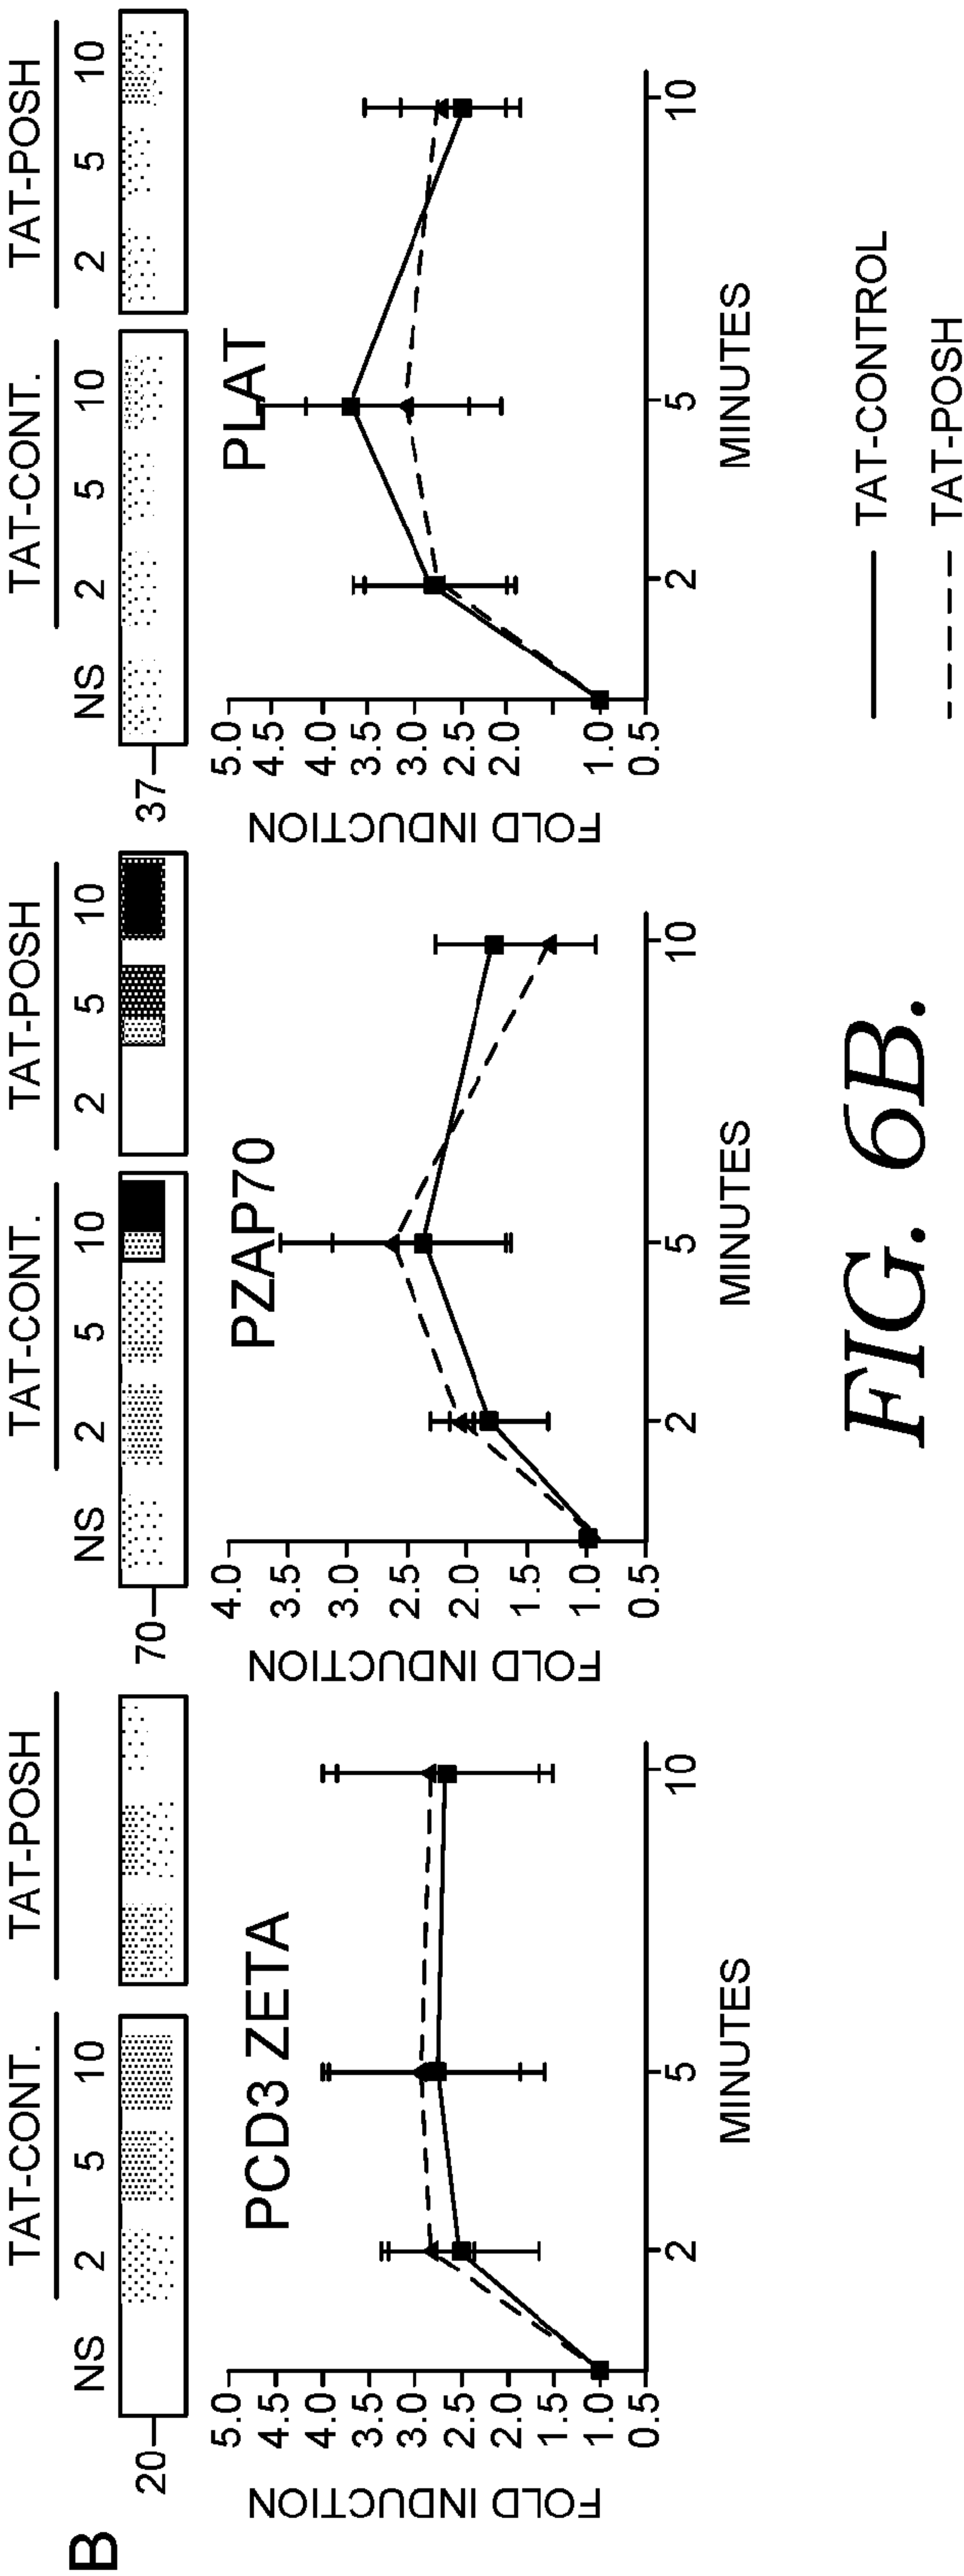 B
TAT-CONT. TAT-POSH
NS 2 5 10 2 5 10
20
PCD3 ZETA
FOLD INDUCTION
5.0
4.5
4.0
3.5
3.0
2.5
2.0
1.5
1.0
0.5
2 5 10
MINUTES
TAT-CONT. TAT-POSH
NS 2 5 10 2 5 10
70
PZAP70
FOLD INDUCTION
4.0
3.5
3.0
2.5
2.0
1.5
1.0
0.5
2 5 10
MINUTES
TAT-CONT. TAT-POSH
NS 2 5 10 2 5 10
37
PLAT
FOLD INDUCTION
5.0
4.5
4.0
3.5
3.0
2.5
2.0
1.0
0.5
2 5 10
MINUTES
TAT-CONTROL
TAT-POSH
FIG. 6B.